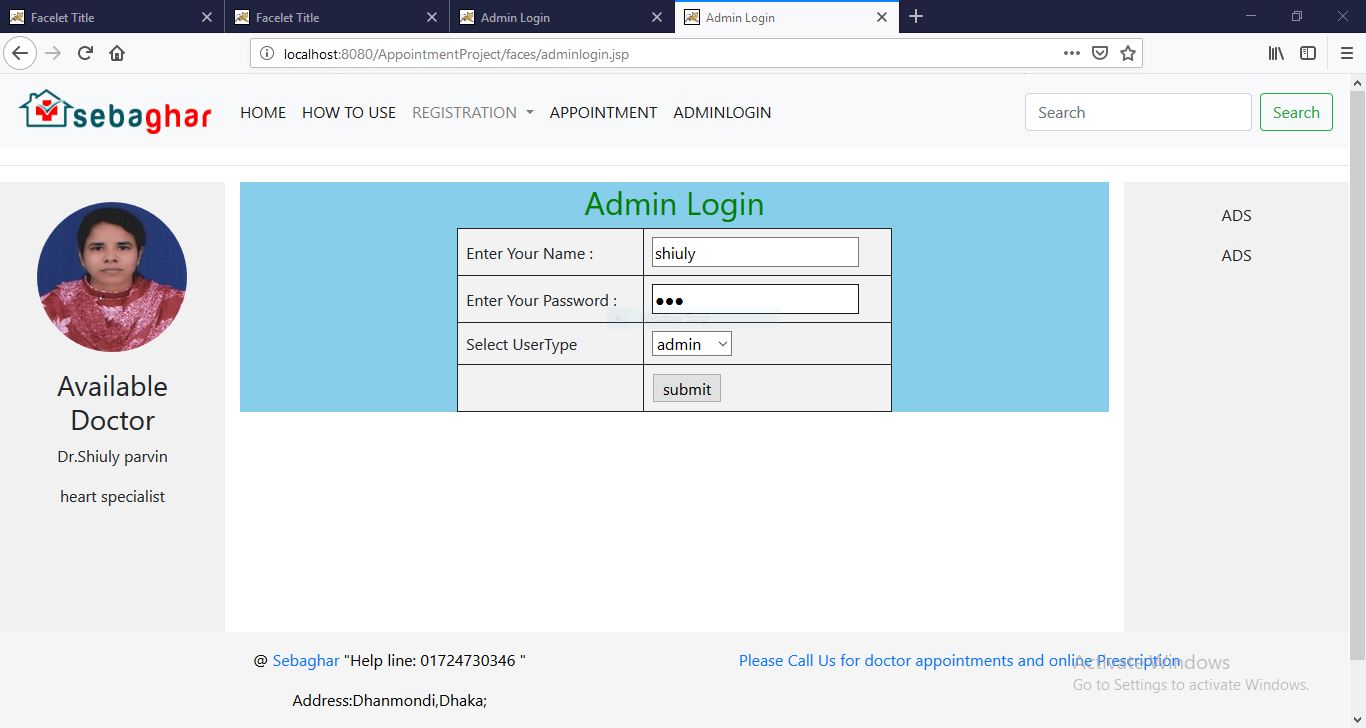 Facelet Title
Facelet Title
Admin Login
Admin Login
localhost:8080/AppointmentProject/faces/adminlogin.jsp
sebaghar
HOME HOW TO USE REGISTRATION APPOINTMENT ADMINLOGIN
Search
Search
Available
Doctor
Dr.Shiuly parvin
heart specialist
Admin Login
Enter Your Name : shiuly
Enter Your Password : ●●●
Window Snip
Select UserType admin
submit
ADS
ADS
@ Sebaghar "Help line: 01724730346 "
Address:Dhanmondi,Dhaka;
Please Call Us for doctor appointments and online Prescription
Activate Windows
Go to Settings to activate Windows.